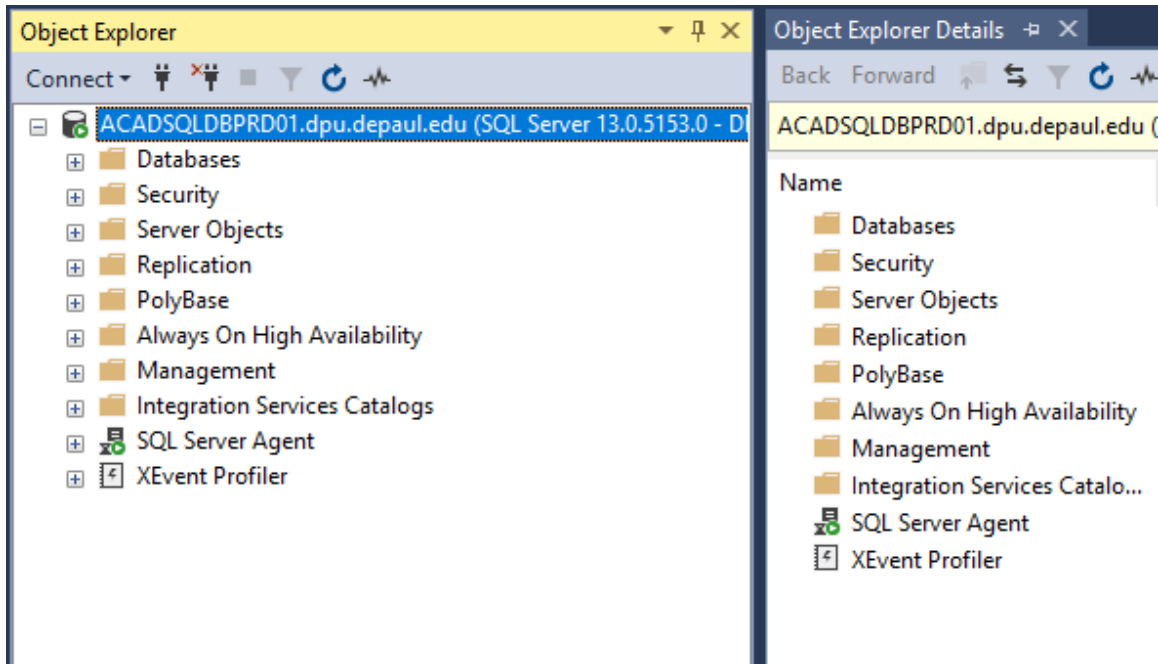 Object Explorer
Connect
ACADSQLDBPRD01.dpu.depaul.edu (SQL Server 13.0.5153.0 - D
Databases
Security
Server Objects
Replication
PolyBase
Always On High Availability
Management
Integration Services Catalogs
SQL Server Agent
XEvent Profiler
Object Explorer Details
Back Forward
ACADSQLDBPRD01.dpu.depaul.edu (
Name
Databases
Security
Server Objects
Replication
PolyBase
Always On High Availability
Management
Integration Services Catalo...
SQL Server Agent
XEvent Profiler